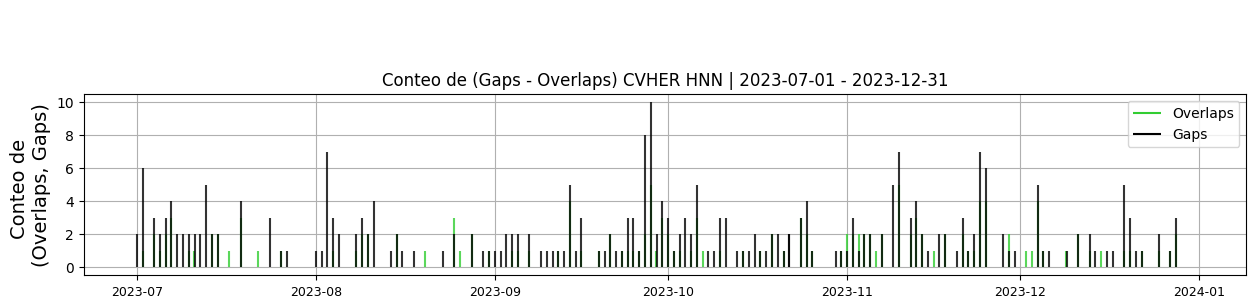 Conteo de (Gaps - Overlaps) CVHER HNN | 2023-07-01 - 2023-12-31
Conteo de
(Overlaps, Gaps)
10
8
6
4
2
0
Overlaps
Gaps
2023-07
2023-08
2023-09
2023-10
2023-11
2023-12
2024-01